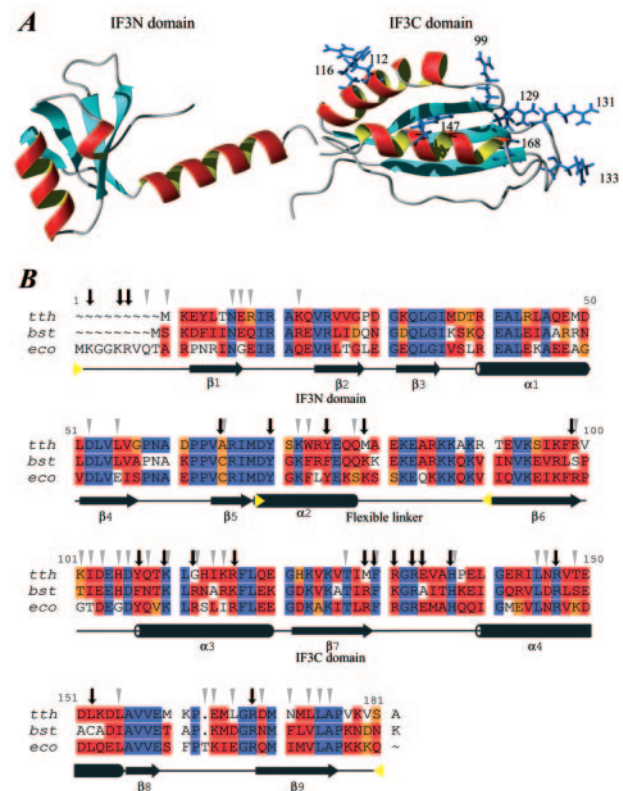 A
IF3N domain
IF3C domain
99
116
112
129
131
147
168
133
B
1 50
tth ~~~~~~~~~M KEYLTNERIR AKQVRVVGPD GKQLGIMDTR EALRLAQEMD
bst ~~~~~~~~MS KDFIINEQIR AREVRLIDQN GDQLGIKSKQ EALEIAARRN
eco MKGGKRVQTA RPNRINGEIR AQEVRLTGLE GEQLGIVSLR EALEKAEEAG
β1 β2 β3 α1
IF3N domain
51 100
tth LDLVLVGPNA DPPVARIMDY SKWRYEQQMA EKEARKKAKR TEVKSIKFRV
bst LDLVLVAPNA KPPVCRIMDY GKFRFEQQKK EKEARKKQKV INVKEVRLSP
eco VDLVEISPNA EPPVCRIMDY GKFLYEKSKS SKEQKKKQKV IQVKEIKFRP
β4 β5 α2 Flexible linker β6
101 150
tth KIDEHDYQTK LGHIKRFLQE GHKVKVTIMF RGREVAHPEL GERILNRVTE
bst TIEEHDFNTK LRNARKFLEK GDKVKATIRF KGRAITHKEI GQRVLDRLSE
eco GTDEGDYQVK LRSLIRFLEE GDKAKITLRF RGREMAHQQI GMEVLNRVKD
α3 β7 α4
IF3C domain
151 181
tth DLKDLAVVEM KP.EMLGRDM NMLLAPVKVS A
bst ACADIAVVET AP.KMDGRNM FLVLAPKNDN K
eco DLQELAVVES FPTKIEGRQM IMVLAPKKKQ ~
β8 β9